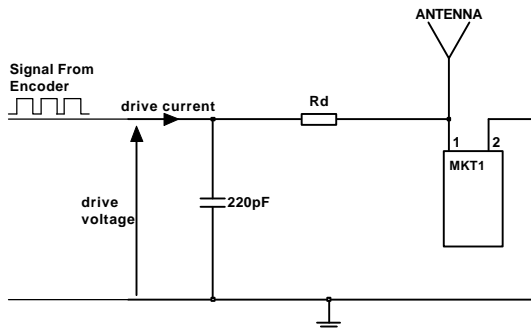 ANTENNA
Signal From
Encoder
drive current
Rd
1
2
MKT1
drive
voltage
220pF